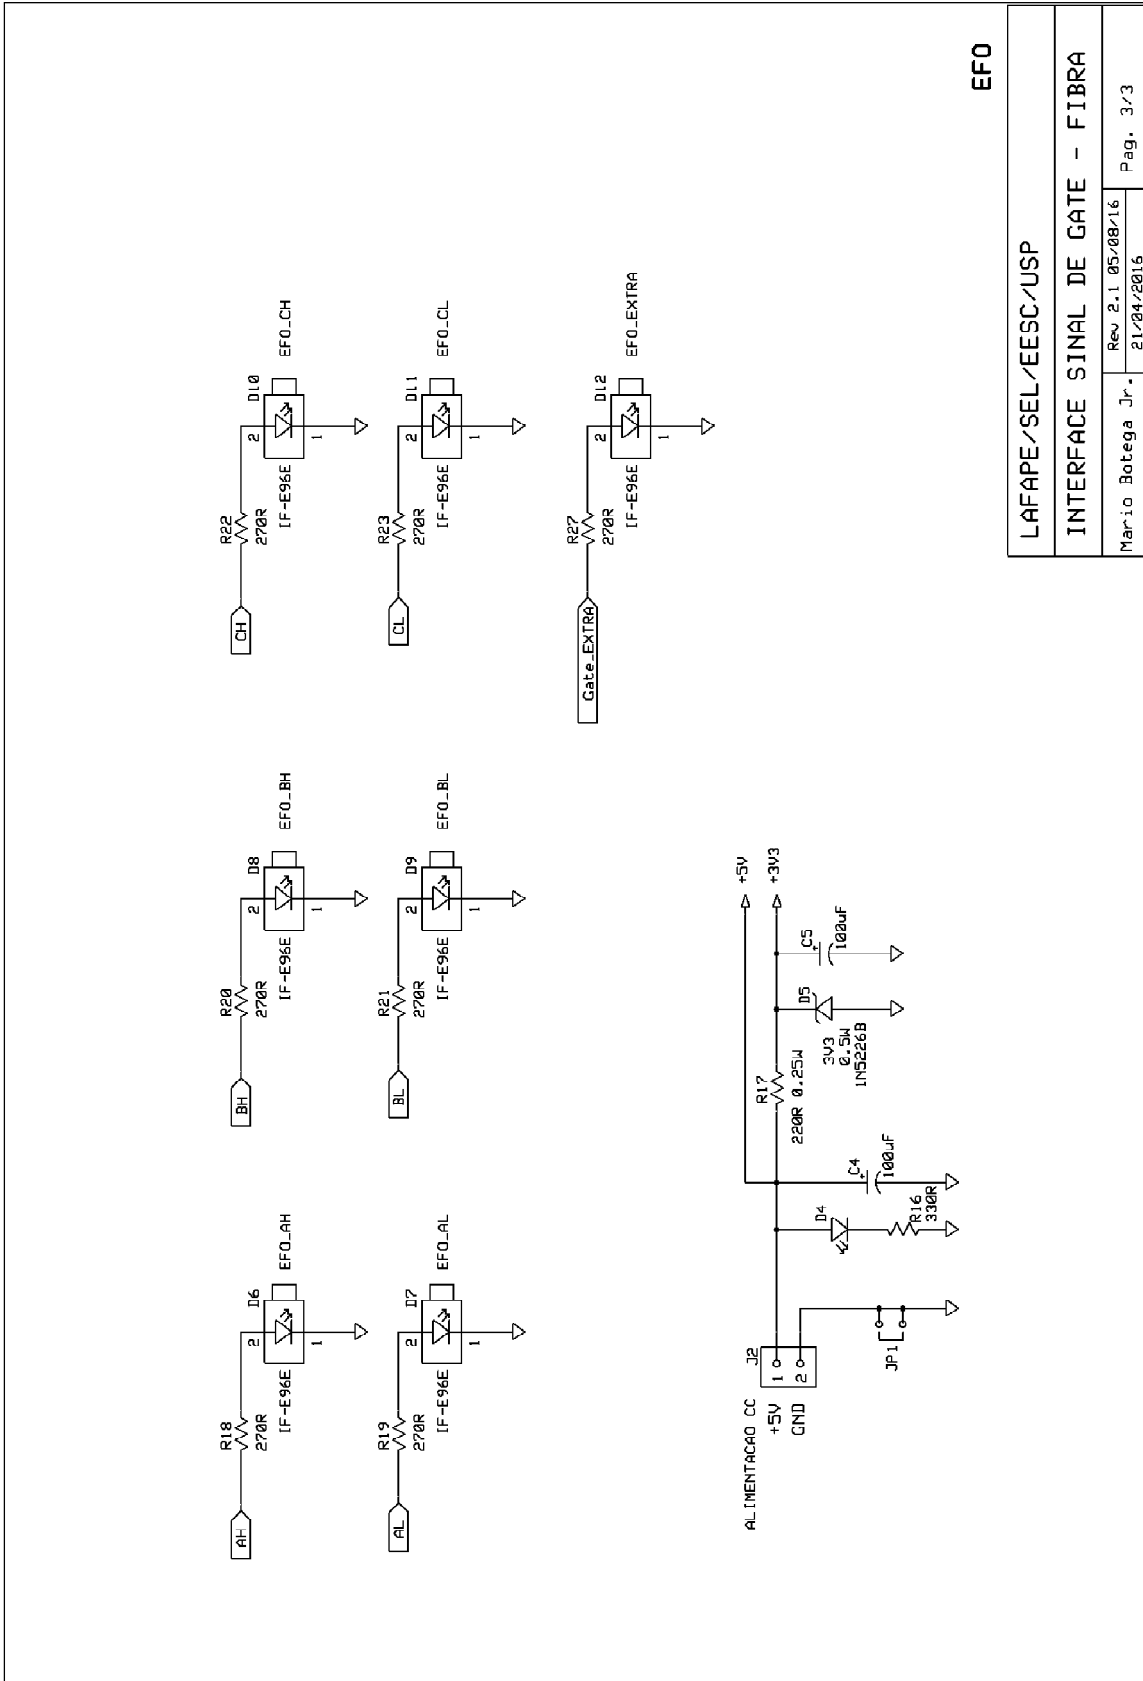 AH
R18
270R
D6
2
1
IF-E96E
EFO_AH
BH
R20
270R
D8
2
1
IF-E96E
EFO_BH
CH
R22
270R
D10
2
1
IF-E96E
EFO_CH
AL
R19
270R
D7
2
1
IF-E96E
EFO_AL
BL
R21
270R
D9
2
1
IF-E96E
EFO_BL
CL
R23
270R
D11
2
1
IF-E96E
EFO_CL
Gate_EXTRA
R27
270R
D12
2
1
IF-E96E
EFO_EXTRA
ALIMENTACAO CC
+5V
GND
J2
1
2
JP1
D4
R16
330R
C4
100uF
R17
220R 0.25W
D5
3V3
0.5W
1N5226B
C5
100uF
+5V
+3V3
EFO
LAFAPE/SEL/EESC/USP
INTERFACE SINAL DE GATE - FIBRA
Mario Botega Jr.
Rev 2.1 05/08/16
21/04/2016
Pag. 3/3